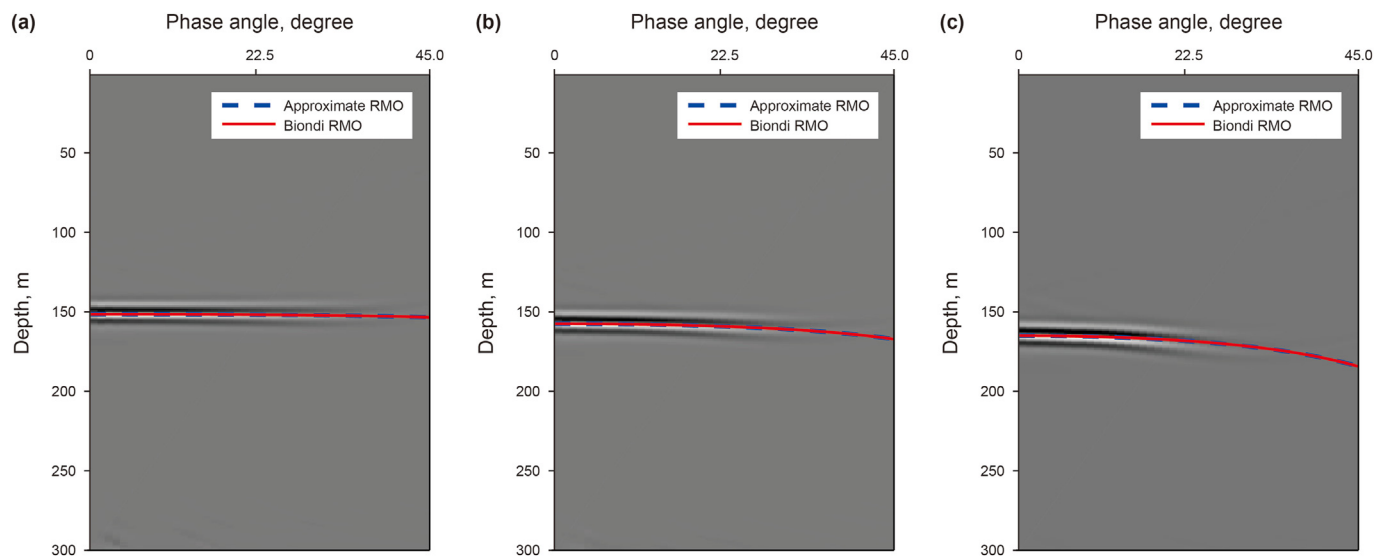 (a)
Phase angle, degree
0 22.5 45.0
Approximate RMO
Biondi RMO
Depth, m
50
100
150
200
250
300
(b)
Phase angle, degree
0 22.5 45.0
Approximate RMO
Biondi RMO
Depth, m
50
100
150
200
250
300
(c)
Phase angle, degree
0 22.5 45.0
Approximate RMO
Biondi RMO
Depth, m
50
100
150
200
250
300